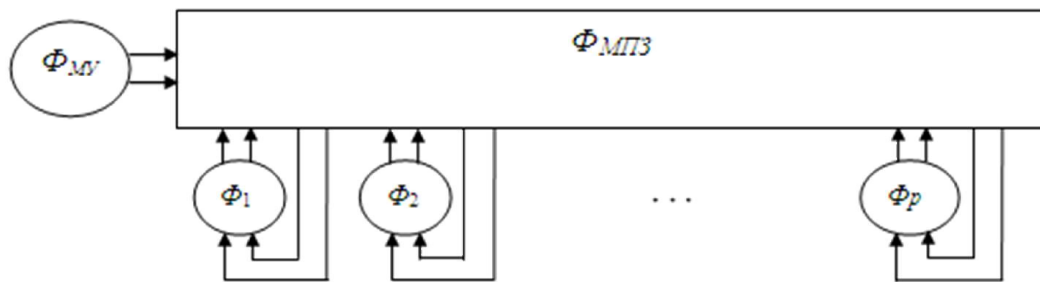 Φ_МУ
Φ_МПЗ
Φ_1
Φ_2
. . .
Φ_p